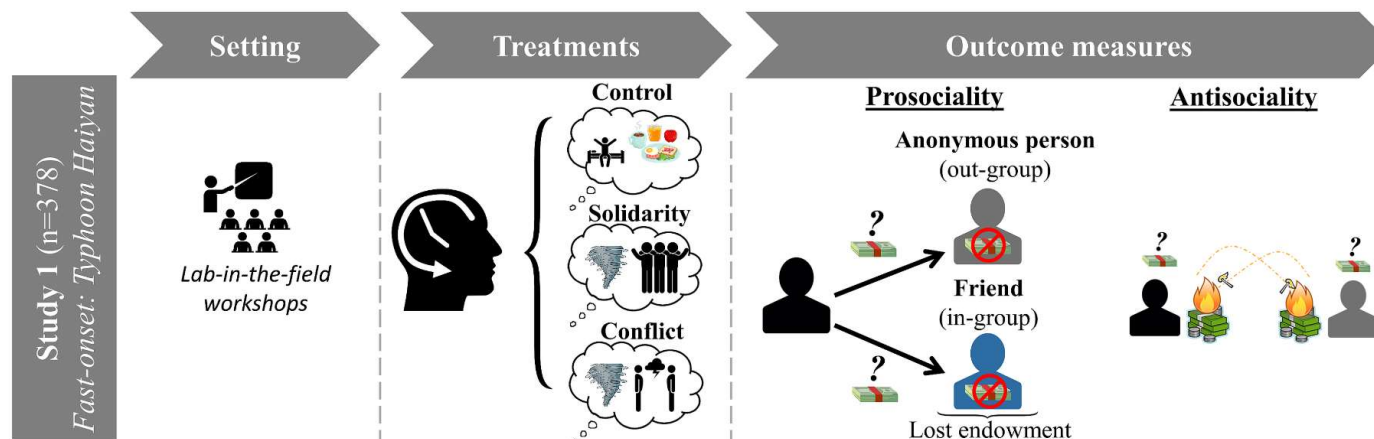 Setting
Treatments
Outcome measures
Study 1 (n=378)
Fast-onset: Typhoon Haiyan
Lab-in-the-field
workshops
Control
Solidarity
Conflict
Prosociality
Anonymous person
(out-group)
?
Friend
(in-group)
?
Lost endowment
Antisociality
?
?